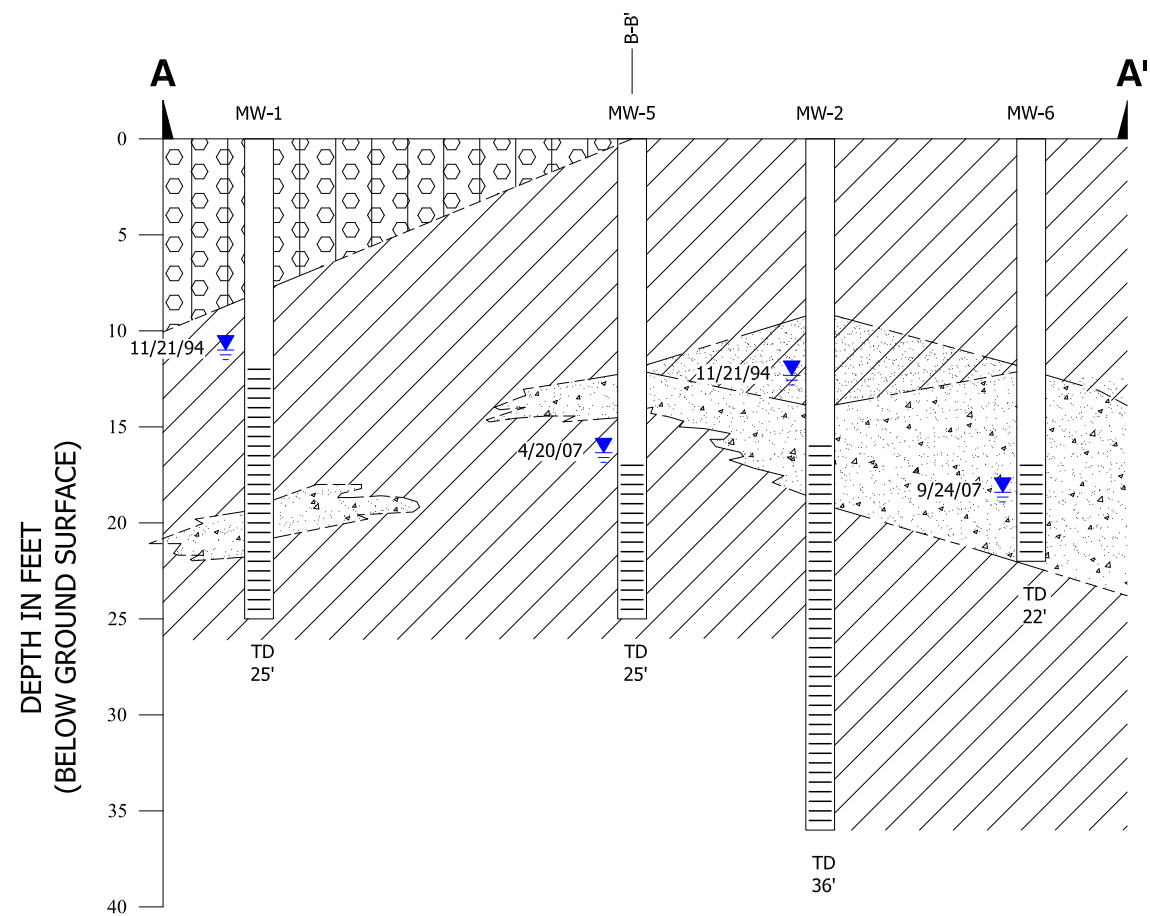 B-B'
A
A'
MW-1
MW-5
MW-2
MW-6
0
5
10
15
20
25
30
35
40
DEPTH IN FEET
(BELOW GROUND SURFACE)
11/21/94
11/21/94
4/20/07
9/24/07
TD
25'
TD
25'
TD
36'
TD
22'